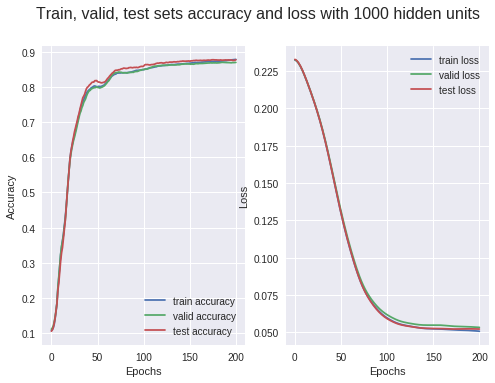 Train, valid, test sets accuracy and loss with 1000 hidden units
Accuracy
0.9
0.8
0.7
0.6
0.5
0.4
0.3
0.2
0.1
train accuracy
valid accuracy
test accuracy
0 50 100 150 200
Epochs
Loss
0.225
0.200
0.175
0.150
0.125
0.100
0.075
0.050
train loss
valid loss
test loss
0 50 100 150 200
Epochs